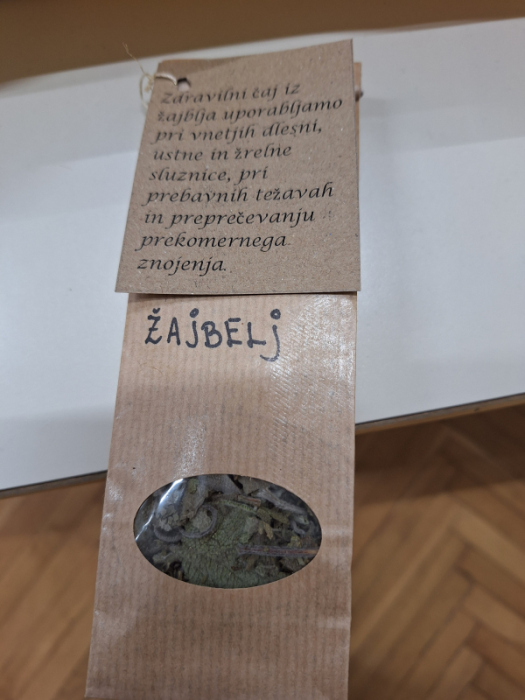 Zdravilni čaj iz
žajblja uporabljamo
pri vnetjih dlesni,
ustne in žrelne
sluznice, pri
prebavnih težavah
in preprečevanju
prekomernega
znojenja.
ŽAJBELJ